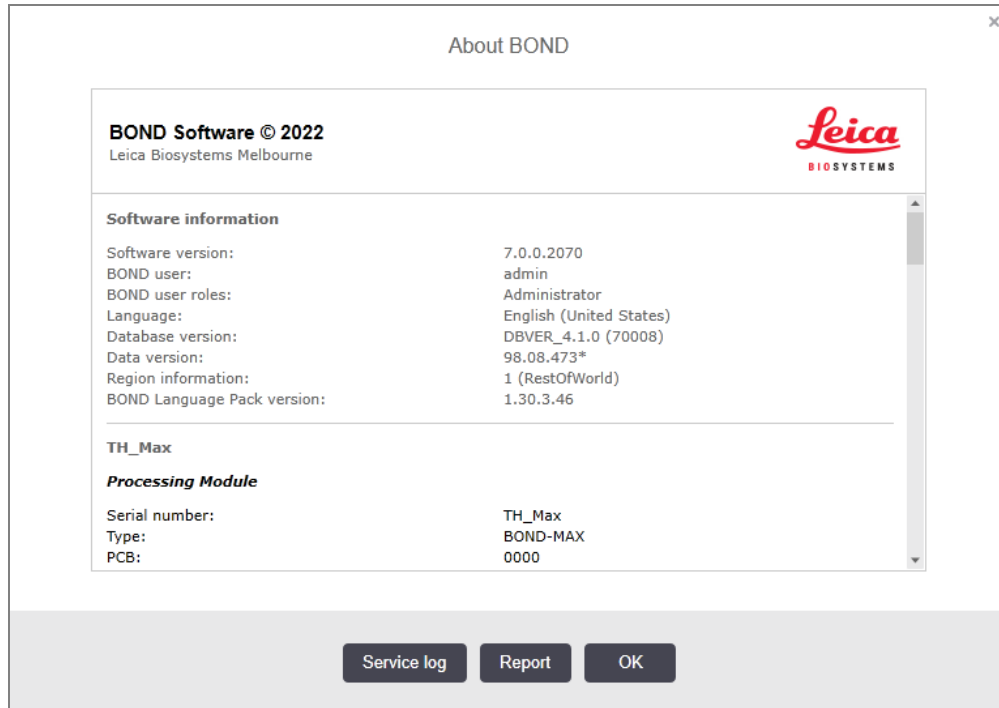 ×
About BOND
BOND Software © 2022
Leica Biosystems Melbourne
Leica
BIOSYSTEMS
Software information
Software version: 7.0.0.2070
BOND user: admin
BOND user roles: Administrator
Language: English (United States)
Database version: DBVER_4.1.0 (70008)
Data version: 98.08.473*
Region information: 1 (RestOfWorld)
BOND Language Pack version: 1.30.3.46
TH_Max
Processing Module
Serial number: TH_Max
Type: BOND-MAX
PCB: 0000
Service log Report OK